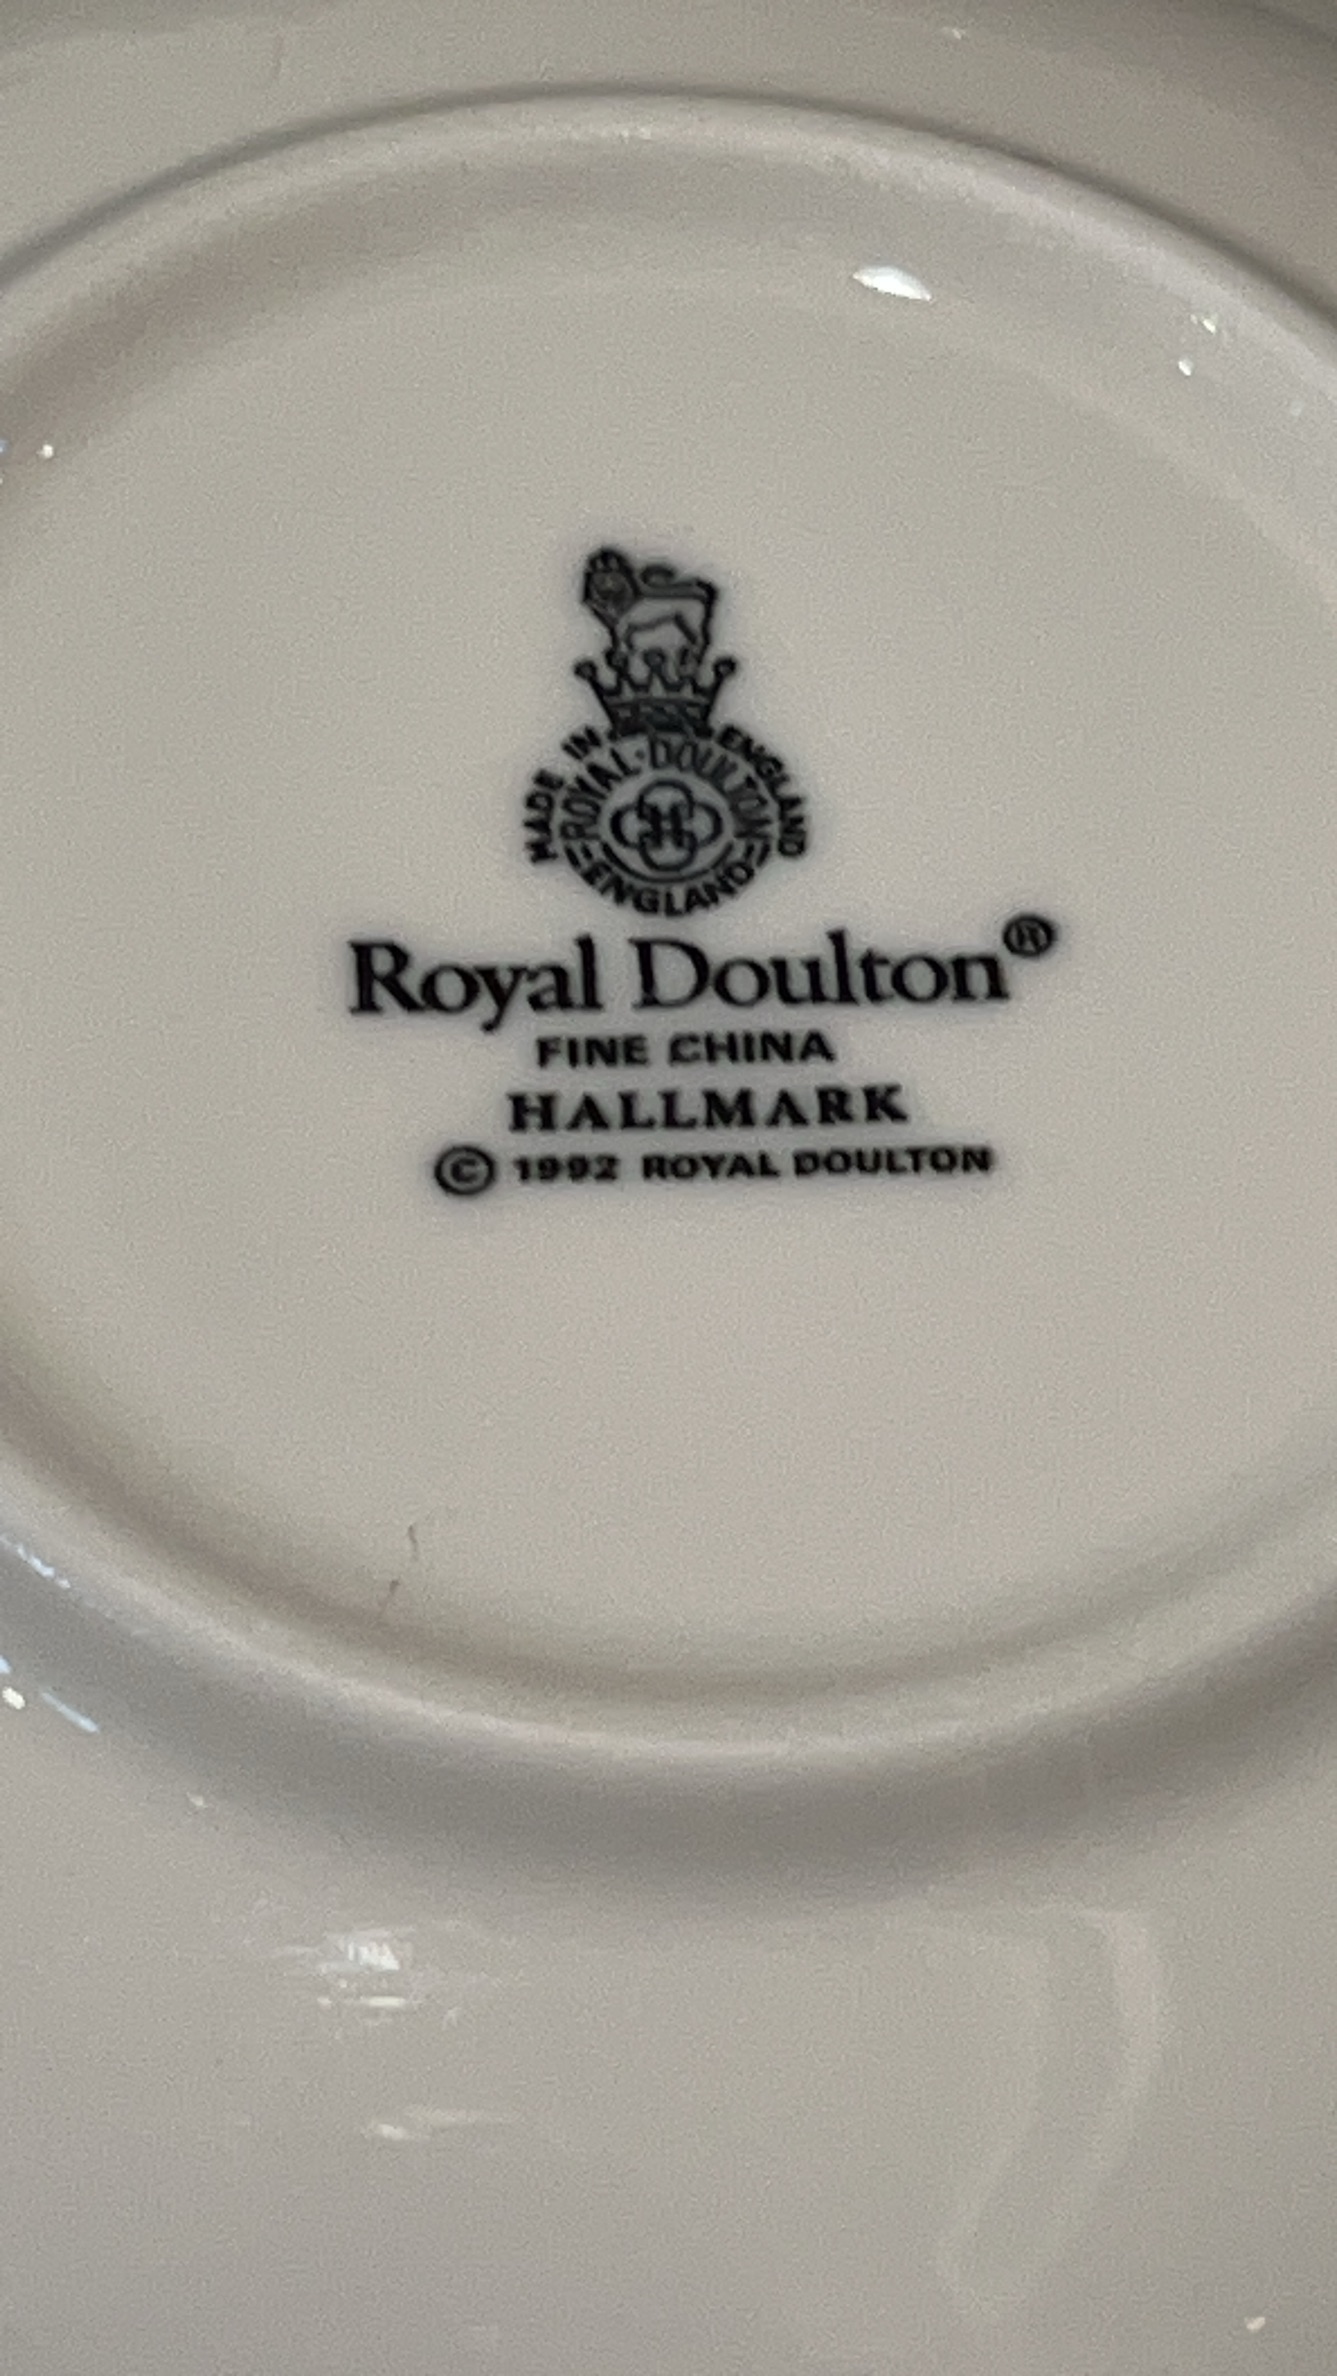 MADE IN ENGLAND
ROYAL·DOULTON
ENGLAND
Royal Doulton®
FINE CHINA
HALLMARK
© 1992 ROYAL DOULTON